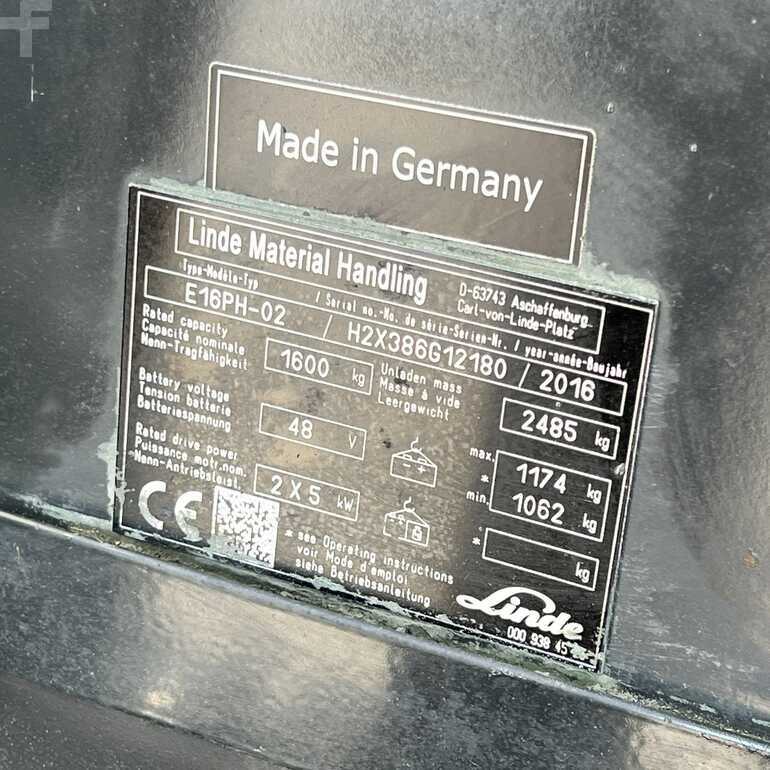 Made in Germany
Linde Material Handling
D-63743 Aschaffenburg
Carl-von-Linde-Platz
Type-Modèle-Typ / Serial no.-No. de série-Serien-Nr. / year-année-Baujahr
E16PH-02 / H2X386G12180 / 2016
Rated capacity
Capacité nominale
Nenn-Tragfähigkeit
1600 kg
Unladen mass
Masse à vide
Leergewicht
2485 kg
Battery voltage
Tension batterie
Batteriespannung
48 V
- +
max.
* 1174 kg
min. 1062 kg
Rated drive power
Puissance motr.nom.
Nenn-Antriebsleist.
2 X 5 kW
* kg
CE
* see Operating instructions
voir Mode d'emploi
siehe Betriebsanleitung
Linde
000 938 45